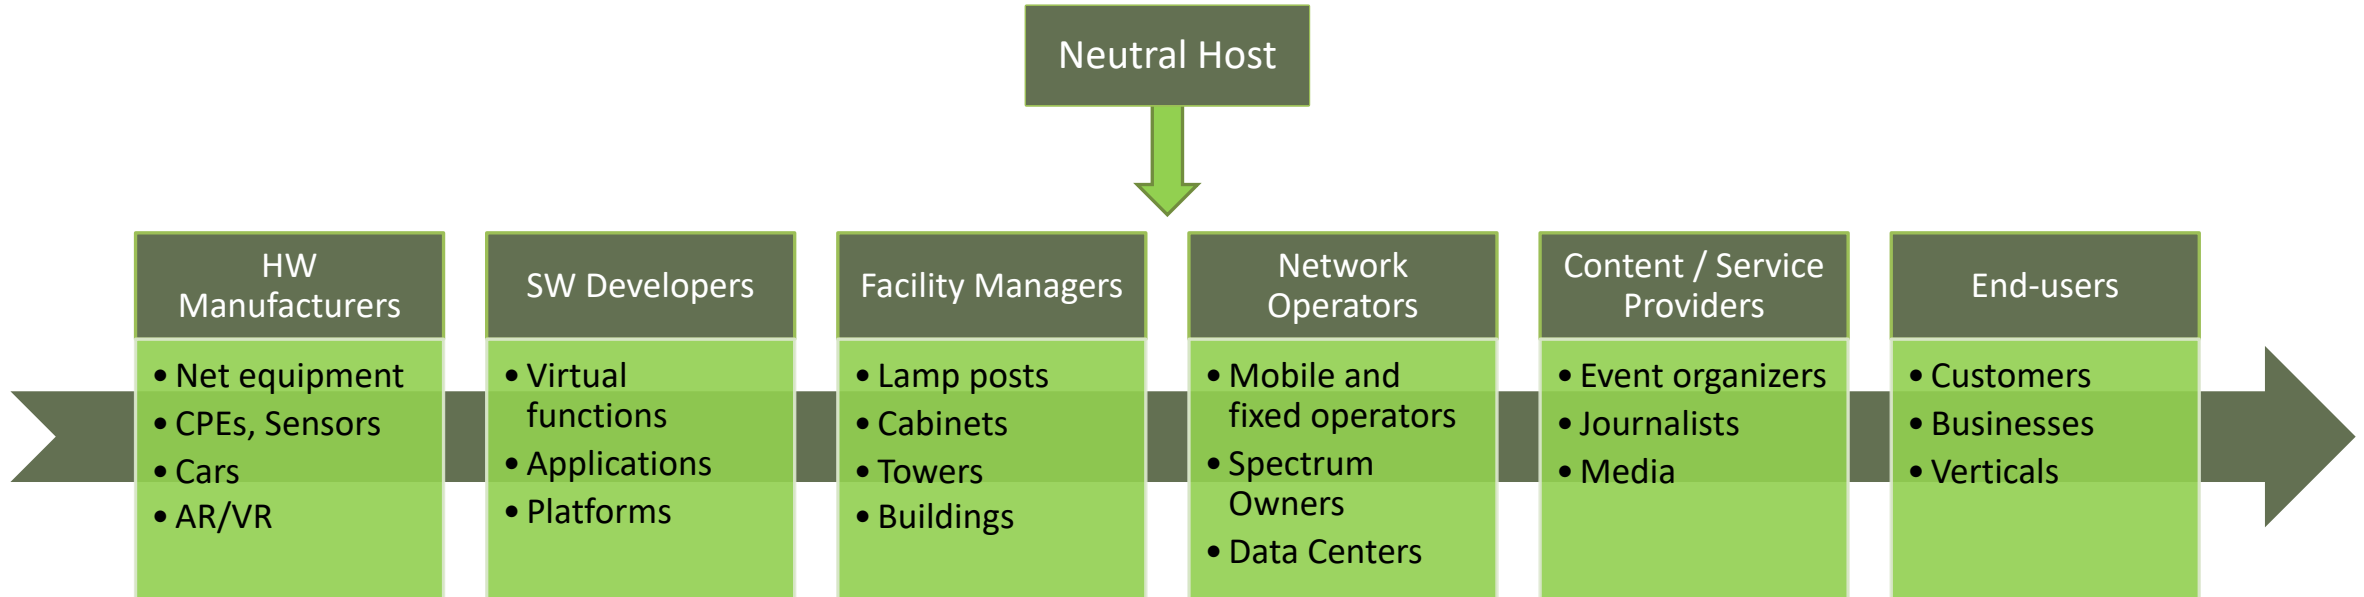 Neutral Host
HW
Manufacturers
• Net equipment
• CPEs, Sensors
• Cars
• AR/VR
SW Developers
• Virtual
functions
• Applications
• Platforms
Facility Managers
• Lamp posts
• Cabinets
• Towers
• Buildings
Network
Operators
• Mobile and
fixed operators
• Spectrum
Owners
• Data Centers
Content / Service
Providers
• Event organizers
• Journalists
• Media
End-users
• Customers
• Businesses
• Verticals